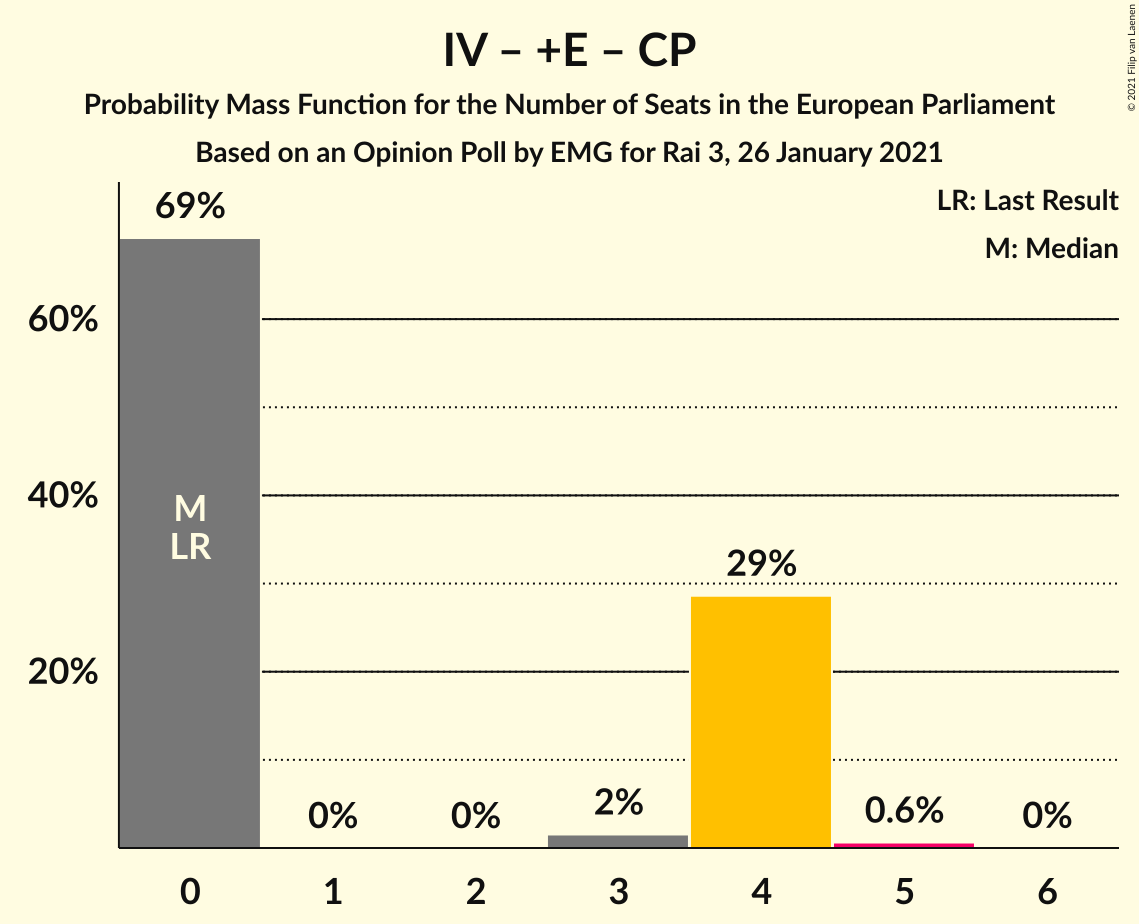 IV – +E – CP
Probability Mass Function for the Number of Seats in the European Parliament
Based on an Opinion Poll by EMG for Rai 3, 26 January 2021
© 2021 Filip van Laenen
LR: Last Result
M: Median
69%
60%
40%
20%
M
LR
0%
0%
2%
29%
0.6%
0%
0 1 2 3 4 5 6